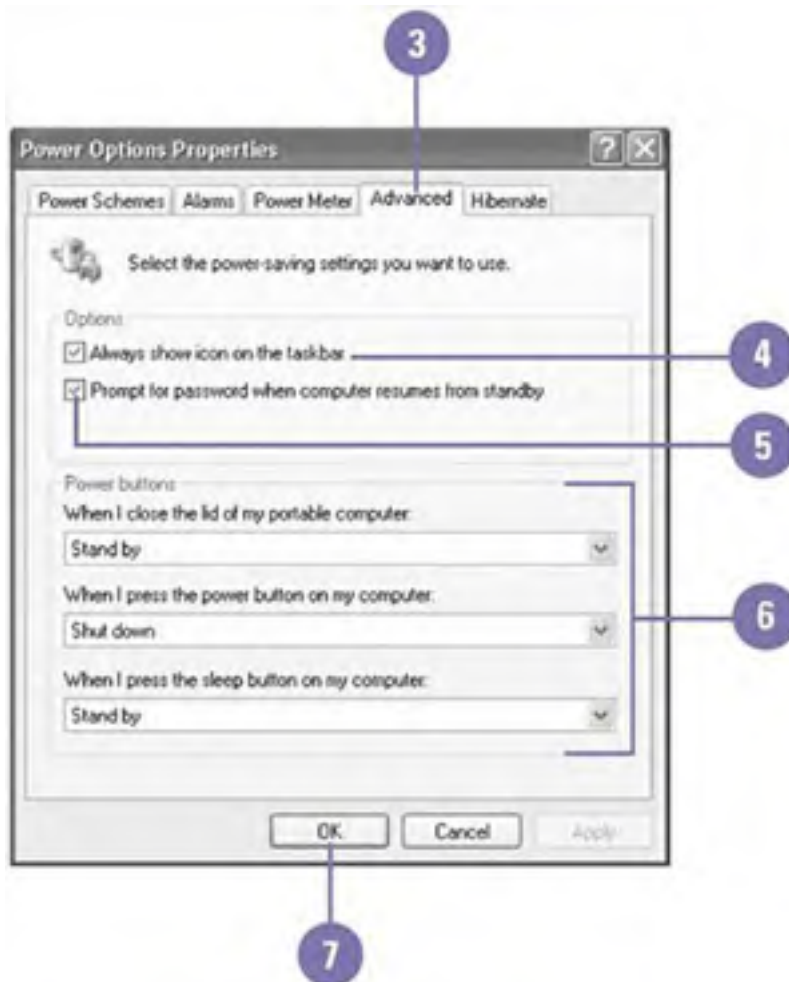 3
Power Options Properties
Power Schemes Alarms Power Meter Advanced Hibernate
Select the power-saving settings you want to use.
Options
Always show icon on the taskbar
4
Prompt for password when computer resumes from standby
5
Power buttons
When I close the lid of my portable computer:
Stand by
When I press the power button on my computer:
Shut down
6
When I press the sleep button on my computer:
Stand by
OK Cancel Apply
7